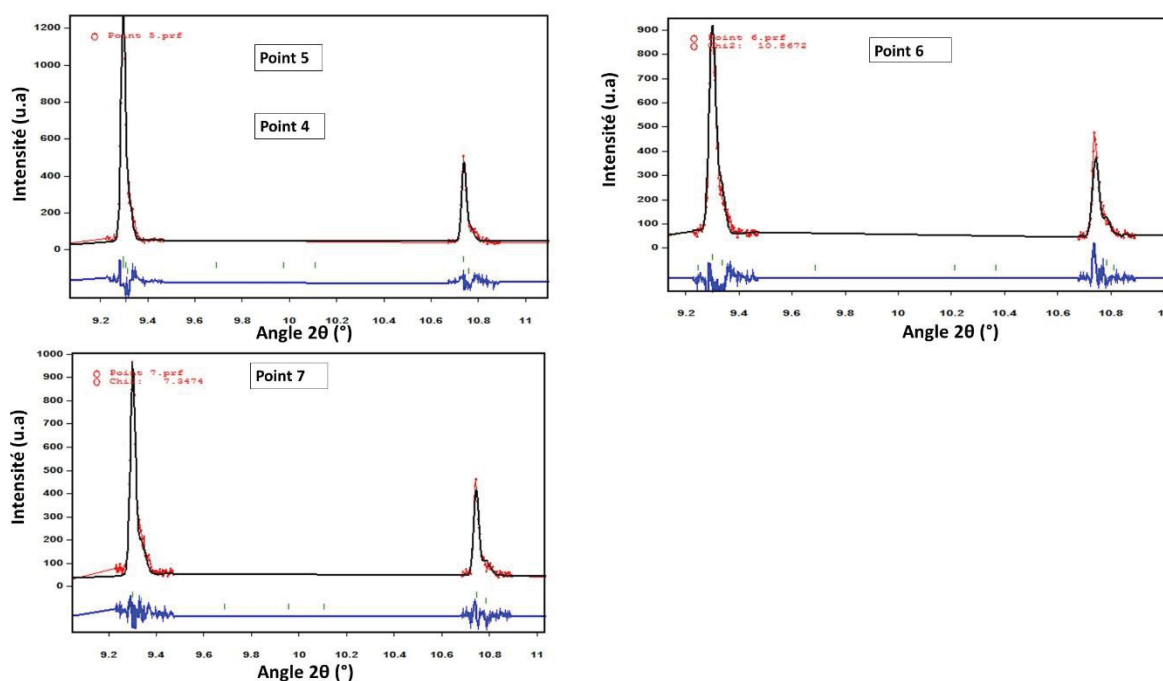 1200
1000
800
600
400
200
0
Intensité (u.a)
Point 5.prf
Point 5
Point 4
9.2 9.4 9.6 9.8 10 10.2 10.4 10.6 10.8 11
Angle 2θ (°)
900
800
700
600
500
400
300
200
100
0
Intensité (u.a)
Point 6.prf
Chi2: 10.8672
Point 6
9.2 9.4 9.6 9.8 10 10.2 10.4 10.6 10.8
Angle 2θ (°)
1000
900
800
700
600
500
400
300
200
100
0
Intensité (u.a)
Point 7.prf
7.3474
Point 7
9.2 9.4 9.6 9.8 10 10.2 10.4 10.6 10.8 11
Angle 2θ (°)